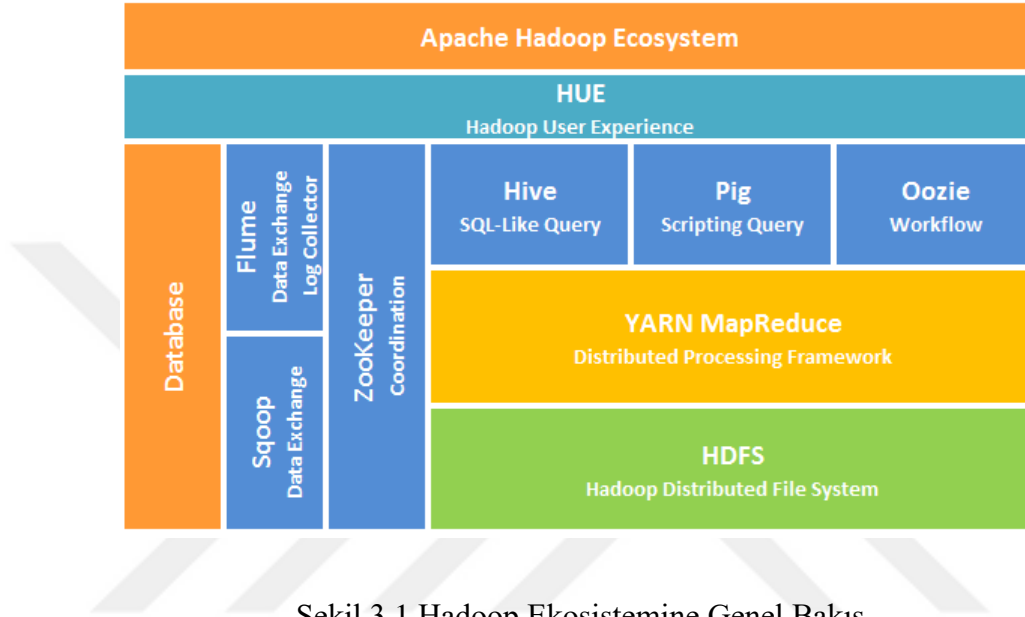 Apache Hadoop Ecosystem
HUE
Hadoop User Experience
Database
Flume
Data Exchange
Log Collector
Sqoop
Data Exchange
ZooKeeper
Coordination
Hive
SQL-Like Query
Pig
Scripting Query
Oozie
Workflow
YARN MapReduce
Distributed Processing Framework
HDFS
Hadoop Distributed File System
Şekil 3.1 Hadoop Ekosistemine Genel Bakış